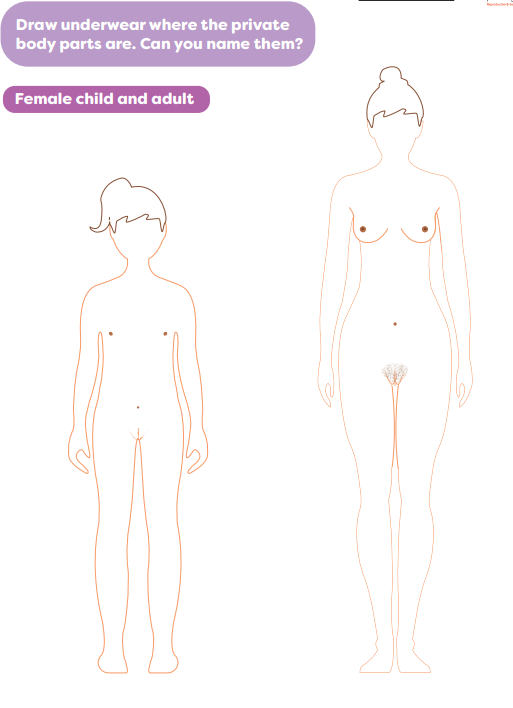 Draw underwear where the private
body parts are. Can you name them?
Female child and adult